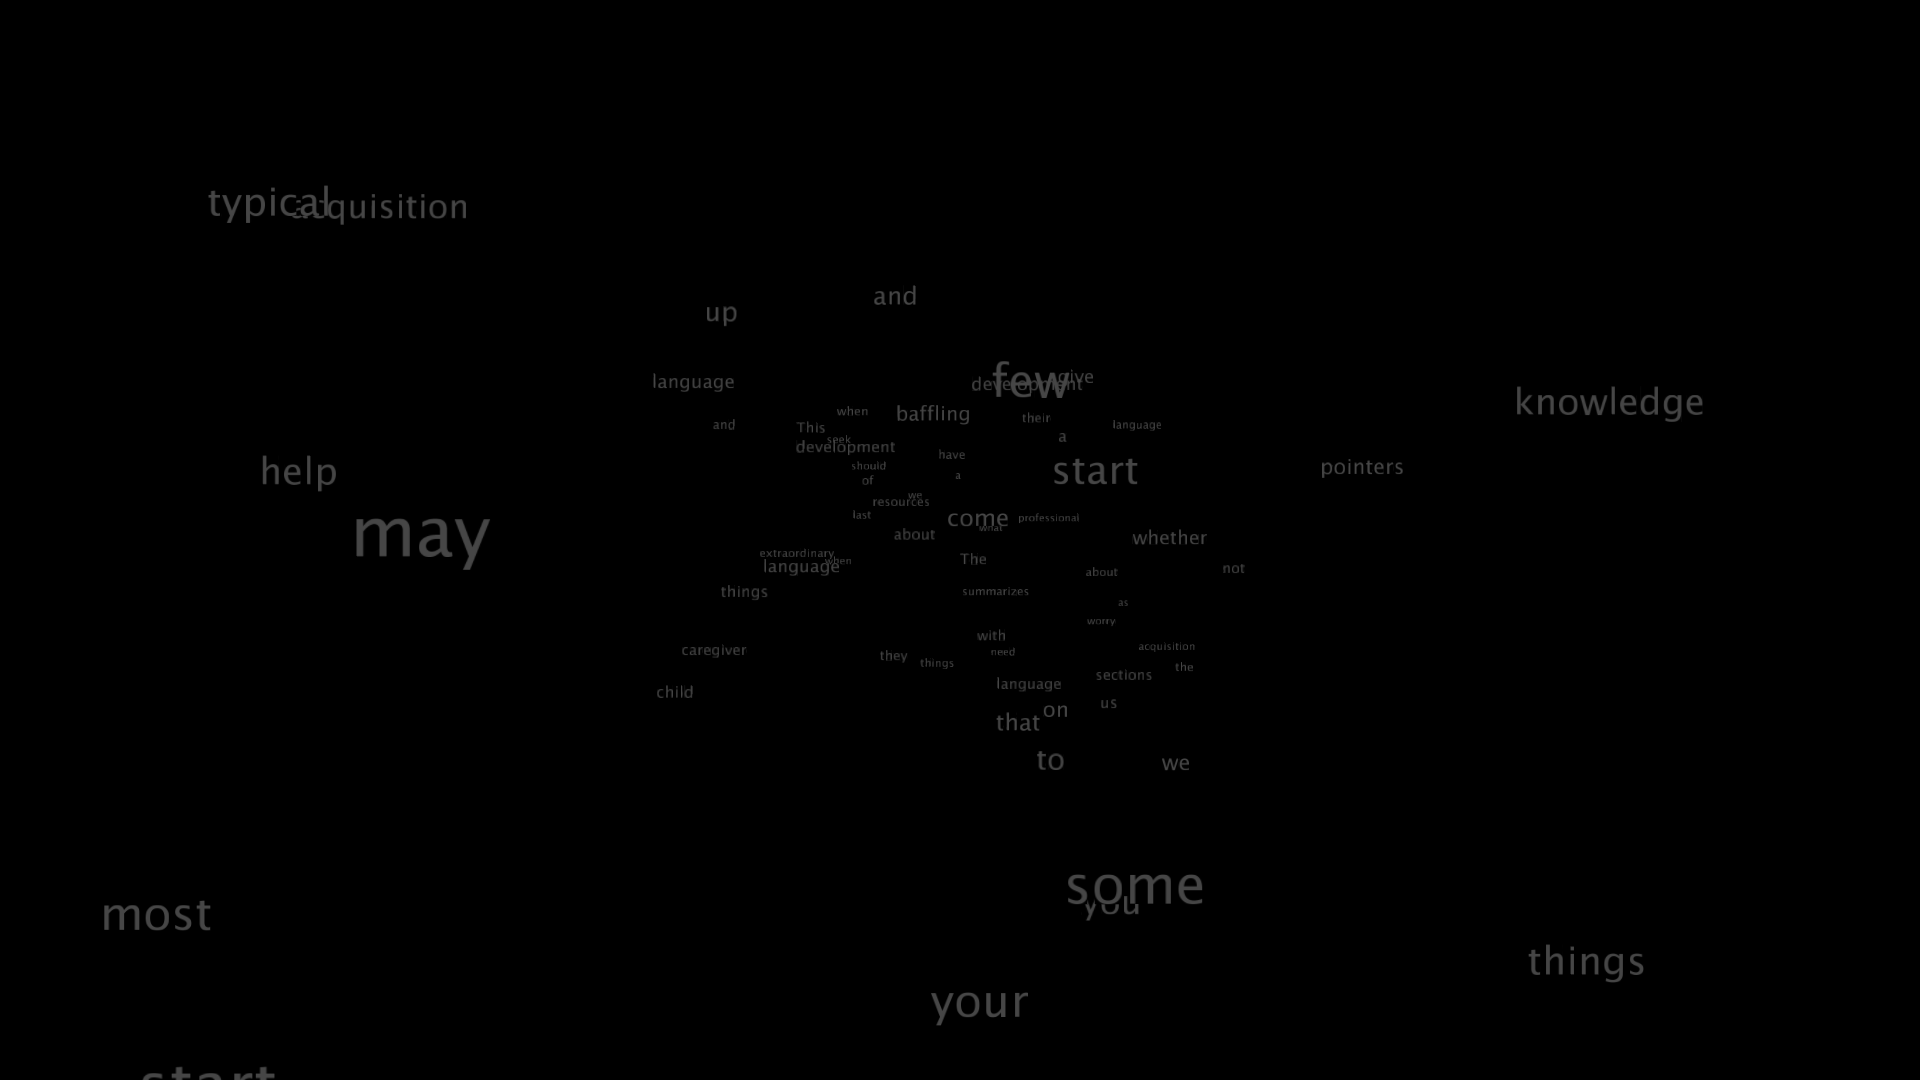 typical
acquisition
and
up
few
give
language
development
knowledge
when
baffling
their
and
This
language
seek
a
development
have
should
start
pointers
help
a
of
we
resources
last
come
professional
what
may
about
whether
extraordinary
The
when
language
not
about
things
summarizes
as
worry
with
acquisition
caregiver
they
need
things
the
sections
language
child
us
on
that
to
we
some
you
most
things
your
start